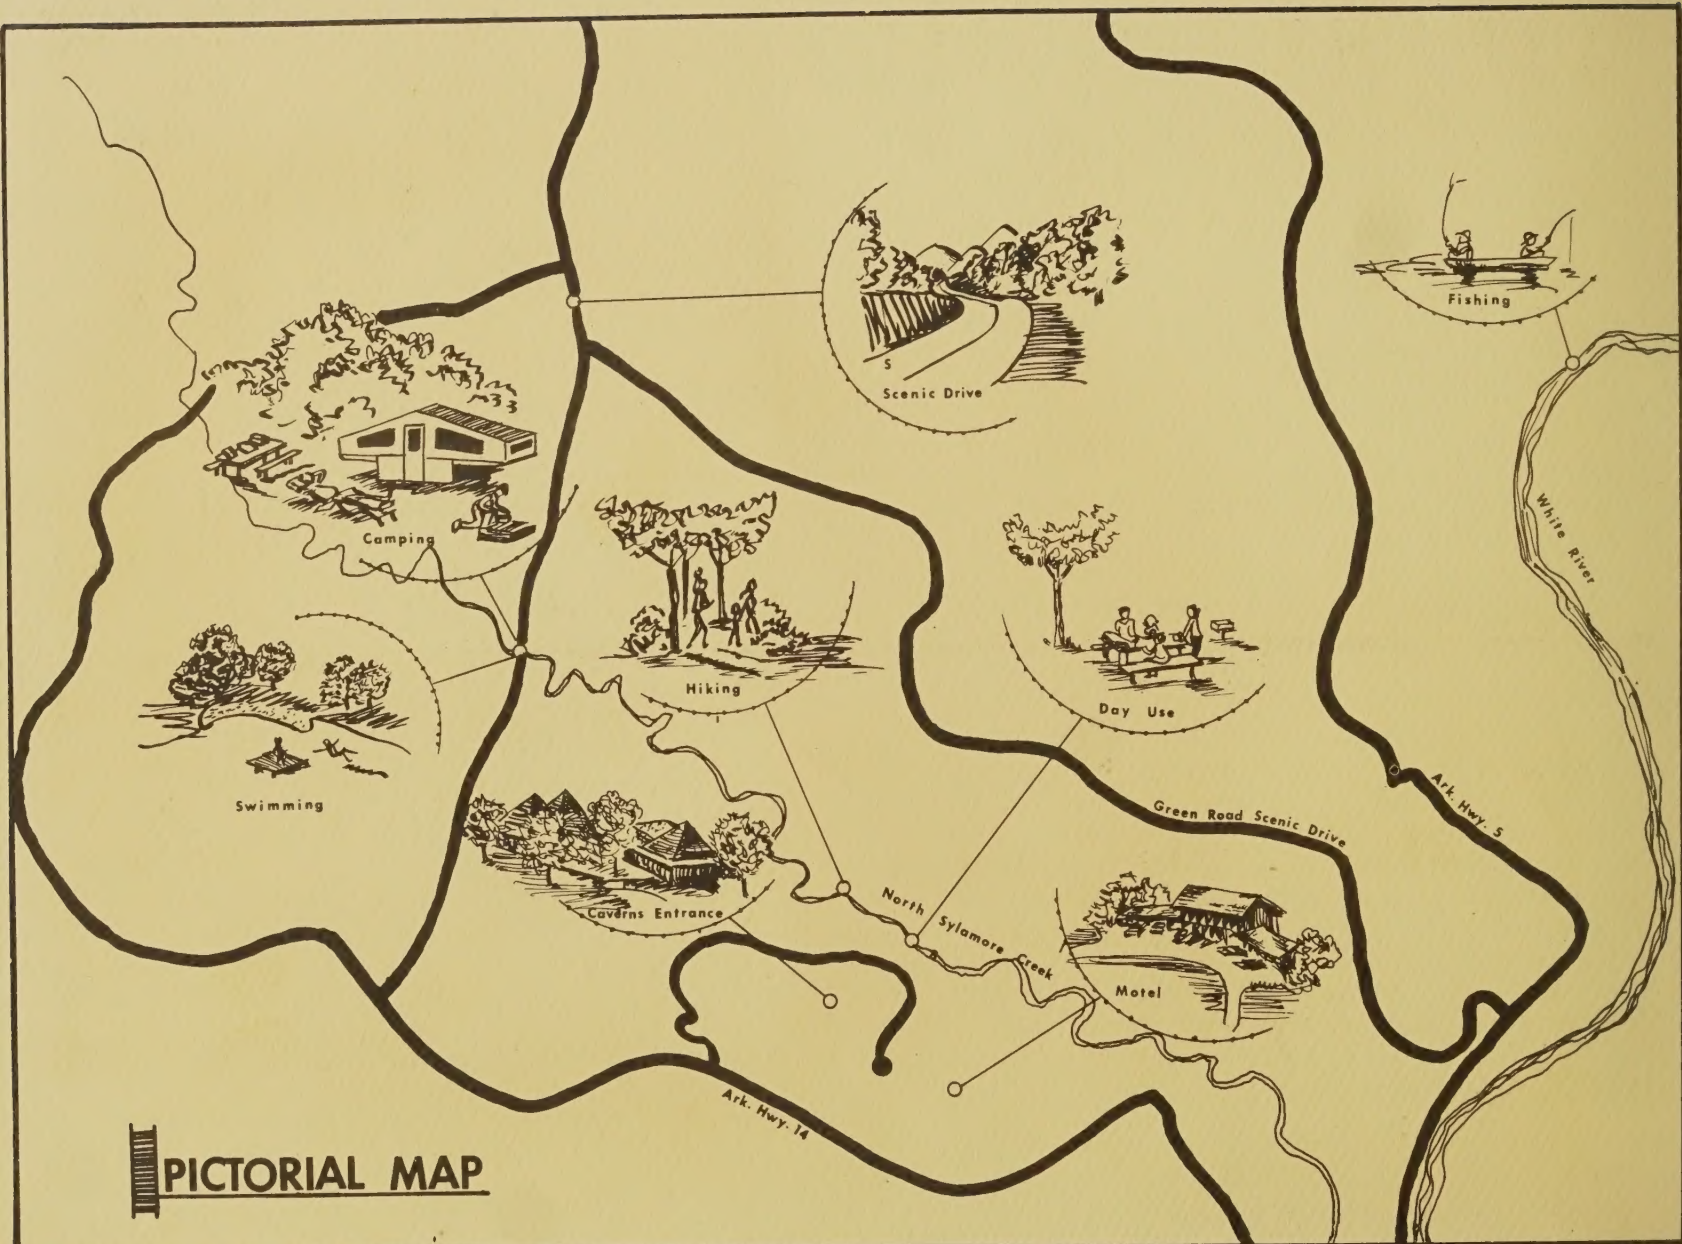 Fishing
S
Scenic Drive
White River
Camping
Hiking
Day Use
Swimming
Ark. Hwy. 5
Green Road Scenic Drive
Caverns Entrance
North Sylamore Creek
Motel
Ark. Hwy. 14
PICTORIAL MAP